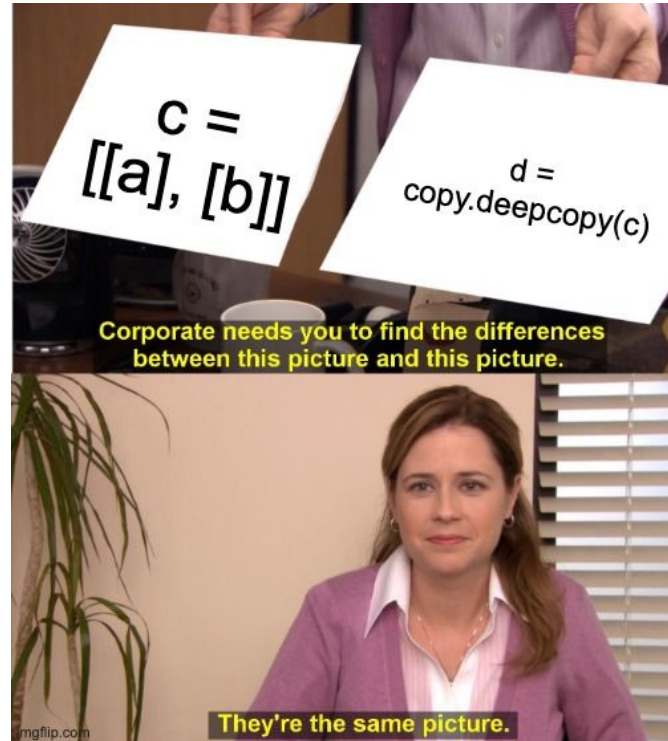 c =
[[a], [b]]
d =
copy.deepcopy(c)
Corporate needs you to find the differences
between this picture and this picture.
They're the same picture.
imgflip.com